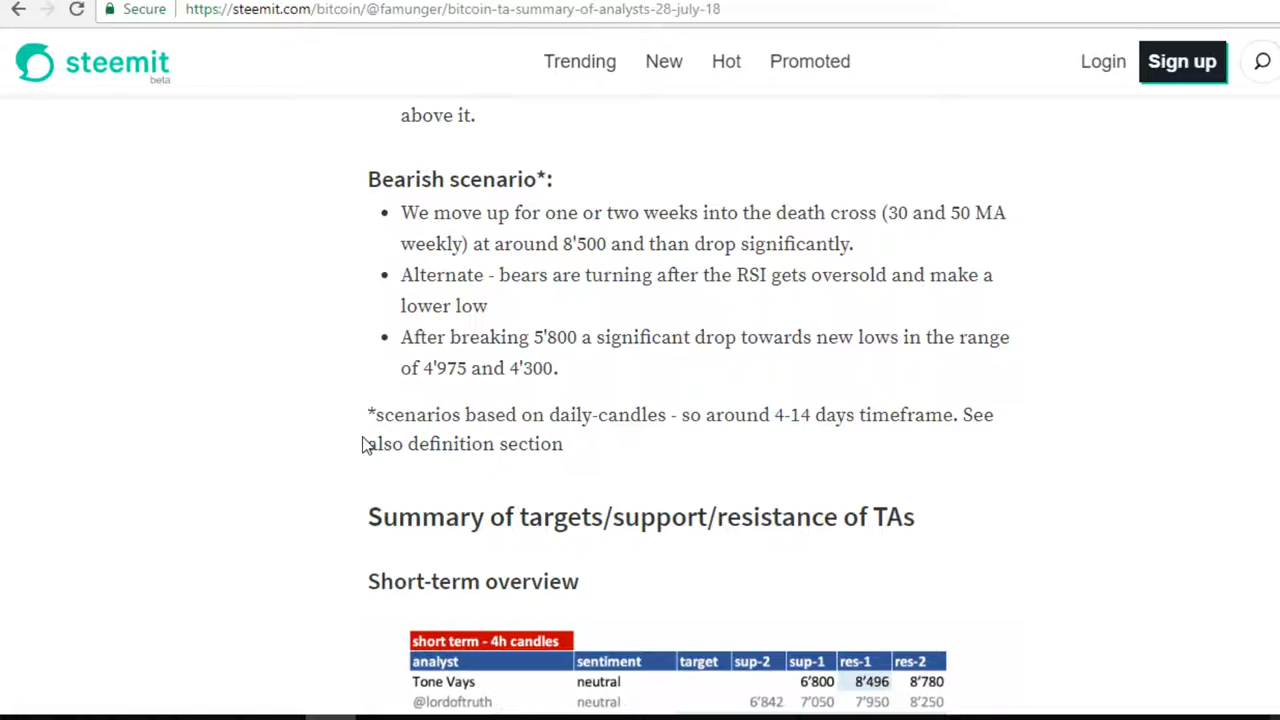 Secure https://steemit.com/bitcoin/@famunger/bitcoin-ta-summary-of-analysts-28-july-18
steemit beta Trending New Hot Promoted Login Sign up
above it.
Bearish scenario*:
• We move up for one or two weeks into the death cross (30 and 50 MA
weekly) at around 8'500 and than drop significantly.
• Alternate - bears are turning after the RSI gets oversold and make a
lower low
• After breaking 5'800 a significant drop towards new lows in the range
of 4'975 and 4'300.
*scenarios based on daily-candles - so around 4-14 days timeframe. See
also definition section
Summary of targets/support/resistance of TAs
Short-term overview
short term - 4h candles
analyst sentiment target sup-2 sup-1 res-1 res-2
Tone Vays neutral 6'800 8'496 8'780
@lordoftruth neutral 6'842 7'050 7'950 8'250